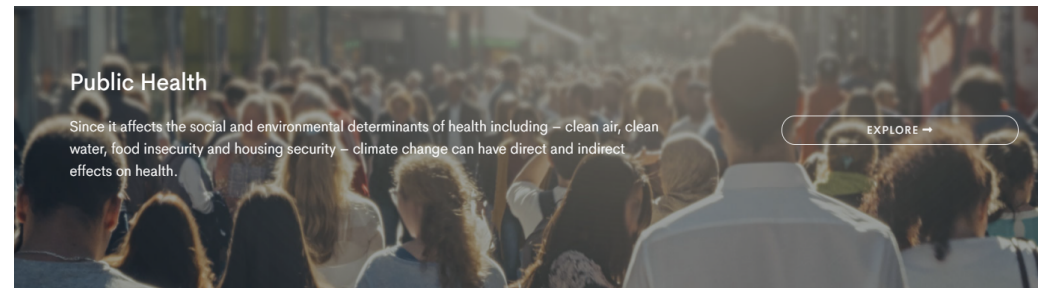 Public Health
Since it affects the social and environmental determinants of health including – clean air, clean
water, food insecurity and housing security – climate change can have direct and indirect
effects on health.
EXPLORE ➞